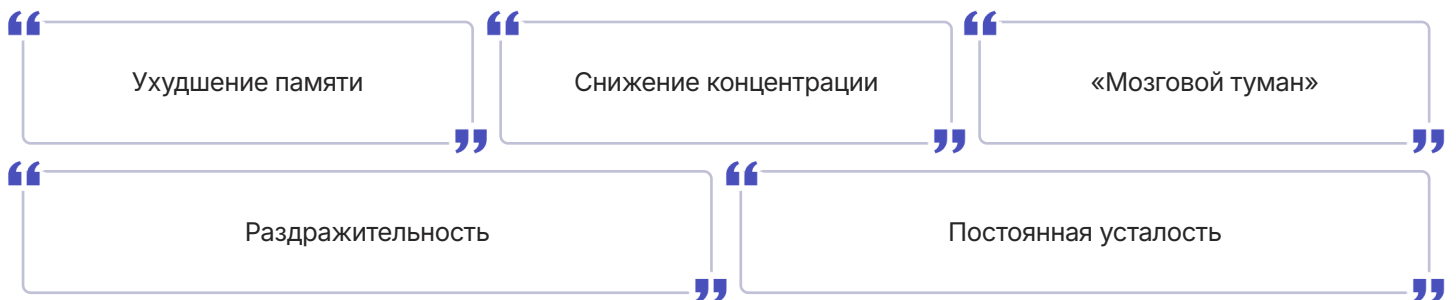 Ухудшение памяти
Снижение концентрации
«Мозговой туман»
Раздражительность
Постоянная усталость